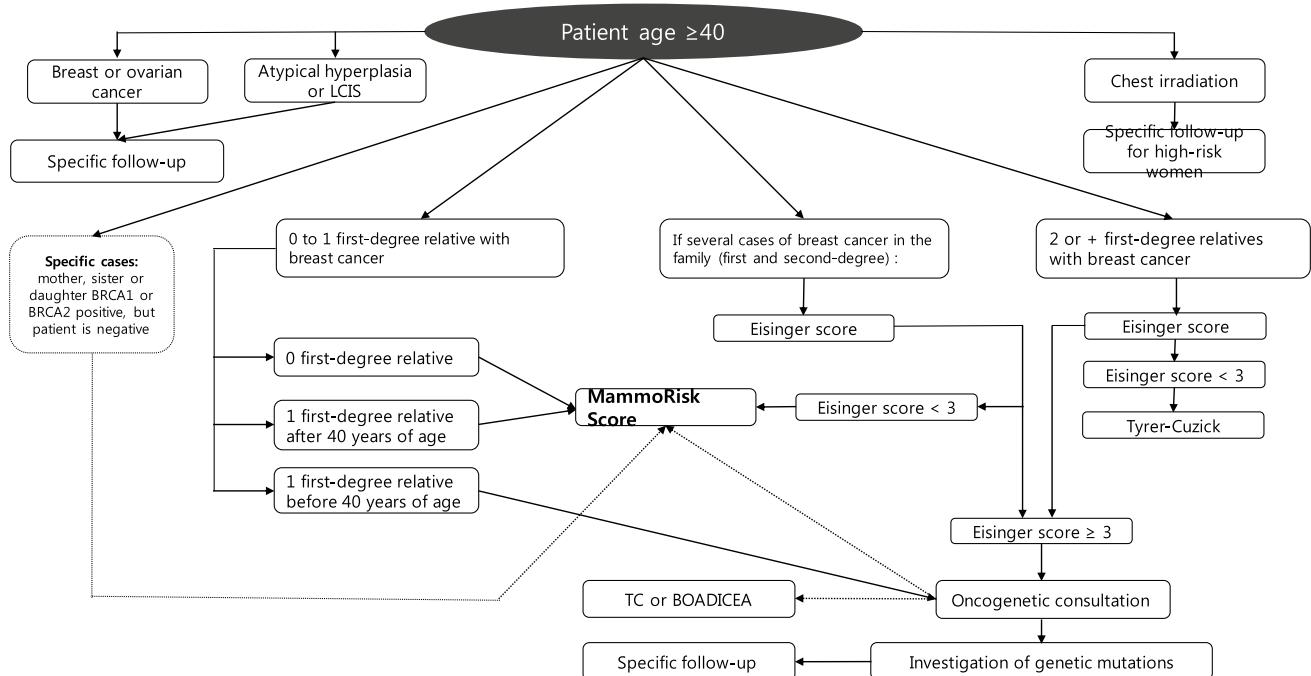 Patient age ≥40
Breast or ovarian
cancer
Atypical hyperplasia
or LCIS
Chest irradiation
Specific follow-up
Specific follow-up
for high-risk
women
Specific cases:
mother, sister or
daughter BRCA1 or
BRCA2 positive, but
patient is negative
0 to 1 first-degree relative with
breast cancer
If several cases of breast cancer in the
family (first and second-degree) :
2 or + first-degree relatives
with breast cancer
Eisinger score
Eisinger score
0 first-degree relative
Eisinger score < 3
MammoRisk
Score
Eisinger score < 3
1 first-degree relative
after 40 years of age
Tyrer-Cuzick
1 first-degree relative
before 40 years of age
Eisinger score ≥ 3
TC or BOADICEA
Oncogenetic consultation
Specific follow-up
Investigation of genetic mutations